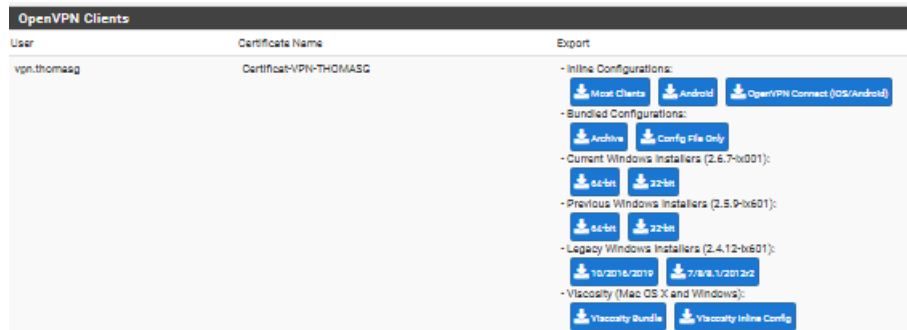 OpenVPN Clients
User Certificate Name Export
vpn.thomasg Certificat-VPN-THOMASG - Inline Configurations:
Most Clients Android OpenVPN Connect (iOS/Android)
- Bundled Configurations:
Archive Config File Only
- Current Windows Installers (2.6.7-Ix001):
64-bit 32-bit
- Previous Windows Installers (2.5.9-Ix601):
64-bit 32-bit
- Legacy Windows Installers (2.4.12-Ix601):
10/2016/2019 7/8/8.1/2012r2
- Viscosity (Mac OS X and Windows):
Viscosity Bundle Viscosity Inline Config